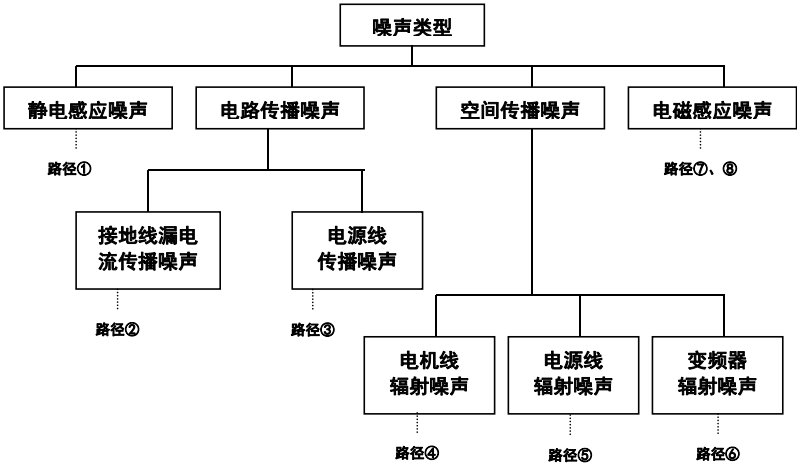 噪声类型
静电感应噪声
电路传播噪声
空间传播噪声
电磁感应噪声
路径①
路径⑦、⑧
接地线漏电
流传播噪声
电源线
传播噪声
路径②
路径③
电机线
辐射噪声
电源线
辐射噪声
变频器
辐射噪声
路径④
路径⑤
路径⑥